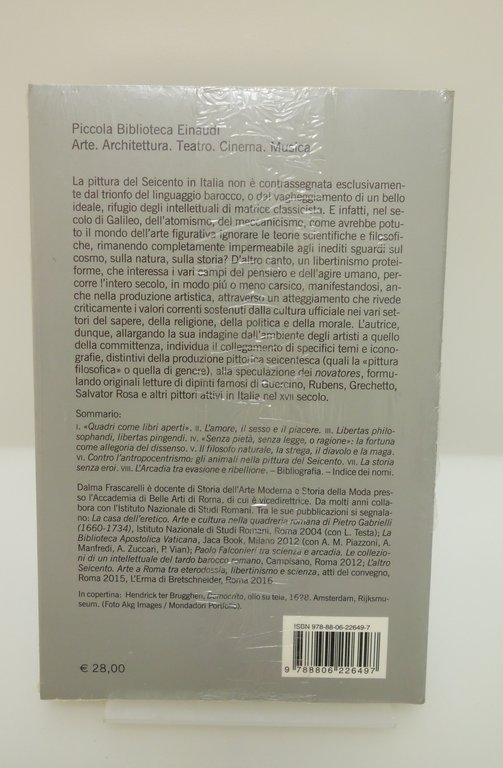 Piccola Biblioteca Einaudi
Arte. Architettura. Teatro. Cinema. Musica
La pittura del Seicento in Italia non è contrassegnata esclusivamen-
te dal trionfo del linguaggio barocco, o dal vagheggiamento di un bello
ideale, rifugio degli intellettuali di matrice classicista. E infatti, nel se-
colo di Galileo, dell'atomismo, del meccanicismo, come avrebbe potu-
to il mondo dell'arte figurativa ignorare le teorie scientifiche e filosofi-
che, rimanendo completamente impermeabile agli inediti sguardi sul
cosmo, sulla natura, sulla storia? D'altro canto, un libertinismo protei-
forme, che interessa i vari campi del pensiero e dell'agire umano, per-
corre l'intero secolo, in modo piú o meno carsico, manifestandosi, an-
che nella produzione artistica, attraverso un atteggiamento che rivede
criticamente i valori correnti sostenuti dalla cultura ufficiale nei vari set-
tori del sapere, della religione, della politica e della morale. L'autrice,
dunque, allargando la sua indagine dall'ambiente degli artisti a quello
della committenza, individua il collegamento di specifici temi e icono-
grafie, distintivi della produzione pittorica seicentesca (quali la «pittura
filosofica» o quella di genere), alla speculazione dei novatores, for-
mulando originali letture di dipinti famosi di Guercino, Rubens, Grechetto,
Salvator Rosa e altri pittori attivi in Italia nel XVII secolo.
Sommario:
I. «Quadri come libri aperti». II. L'amore, il sesso e il piacere. III. Libertas philo-
sophandi, libertas pingendi. IV. «Senza pietà, senza legge, o ragione»: la fortuna
come allegoria del dissenso. V. Il filosofo naturale, la strega, il diavolo e la maga.
VI. Contro l'antropocentrismo: gli animali nella pittura del Seicento. VII. La storia
senza eroi. VIII. L'Arcadia tra evasione e ribellione. – Bibliografia. – Indice dei nomi.
Dalma Frascarelli è docente di Storia dell'Arte Moderna e Storia della Moda pres-
so l'Accademia di Belle Arti di Roma, di cui è vicedirettrice. Da molti anni colla-
bora con l'Istituto Nazionale di Studi Romani. Tra le sue pubblicazioni si segnala-
no: La casa dell'eretico. Arte e cultura nella quadreria romana di Pietro Gabrielli
(1660-1734), Istituto Nazionale di Studi Romani, Roma 2004 (con L. Testa); La
Biblioteca Apostolica Vaticana, Jaca Book, Milano 2012 (con A. M. Piazzoni, A.
Manfredi, A. Zuccari, P. Vian); Paolo Falconieri tra scienza e arcadia. Le collezio-
ni di un intellettuale del tardo barocco romano, Campisano, Roma 2012; L'altro
Seicento. Arte a Roma tra eterodossia, libertinismo e scienza, atti del convegno,
Roma 2015, L'Erma di Bretschneider, Roma 2016.
In copertina: Hendrick ter Brugghen, Democrito, olio su tela, 1628. Amsterdam, Rijksmu-
seum. (Foto Akg Images / Mondadori Portfolio).
ISBN 978-88-06-22649-7
9 788806 226497
€ 28,00